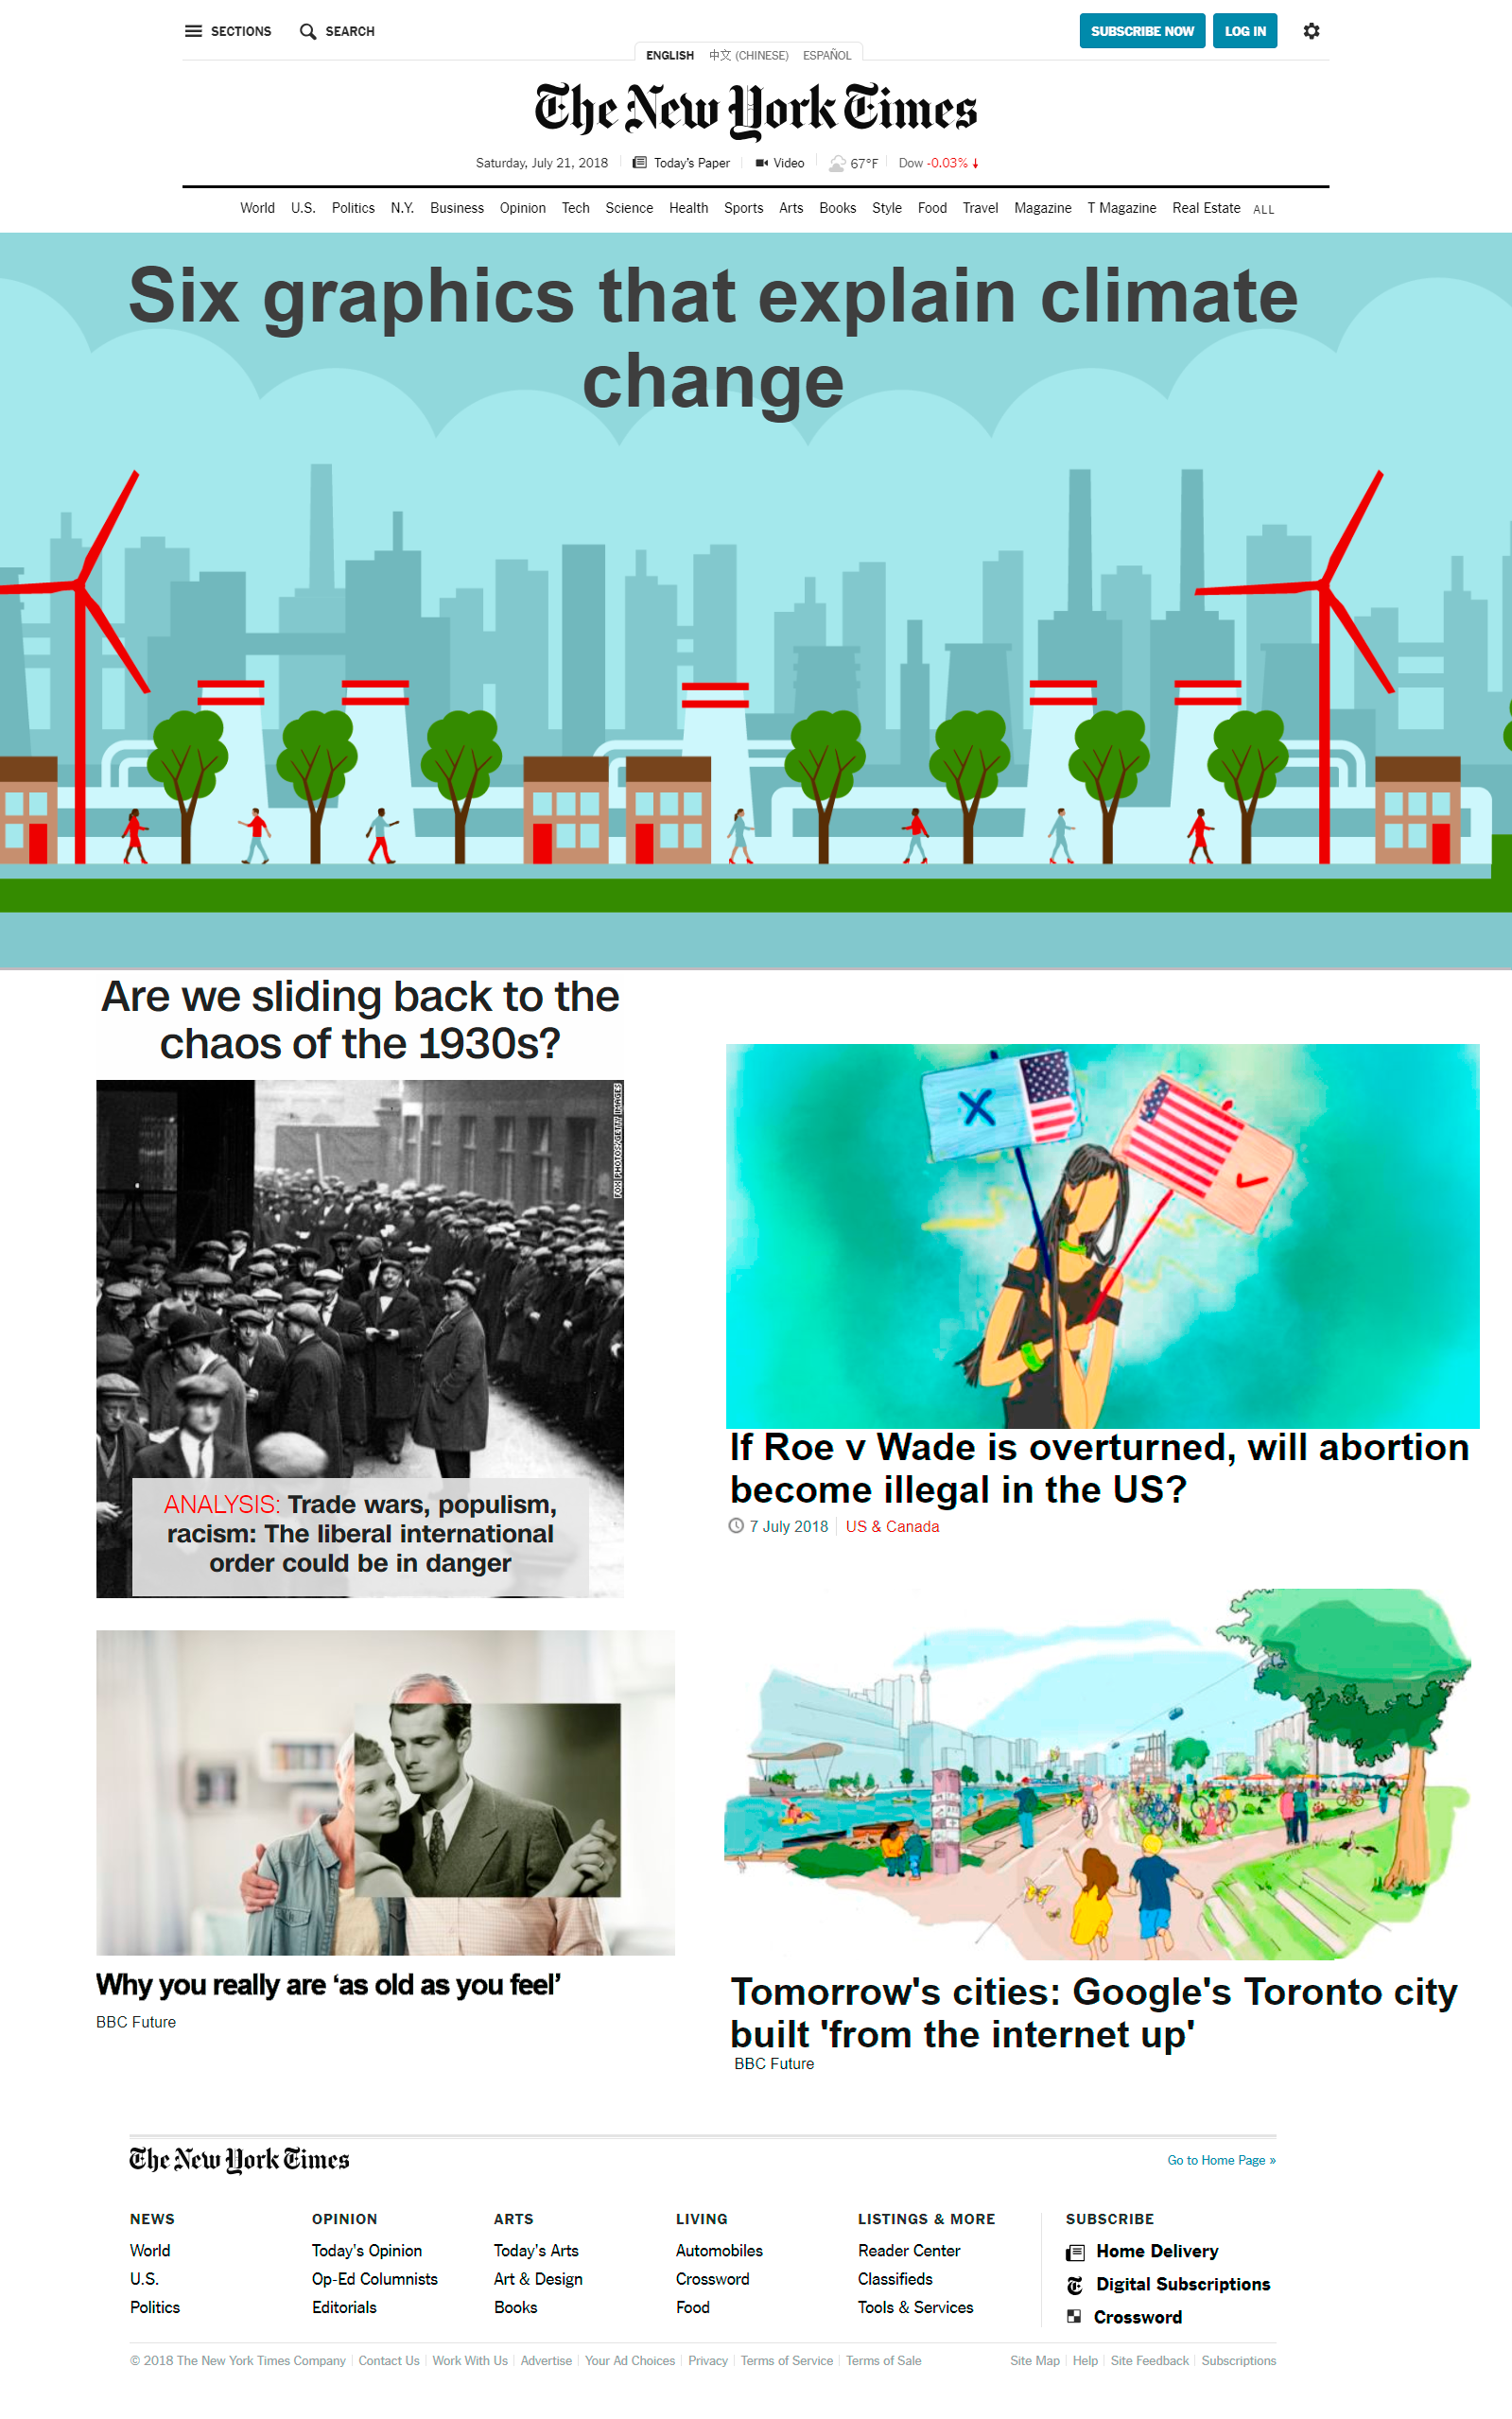 SECTIONS SEARCH SUBSCRIBE NOW LOG IN
ENGLISH 中文 (CHINESE) ESPAÑOL
The New York Times
Saturday, July 21, 2018 Today's Paper Video 67°F Dow -0.03% ↓
World U.S. Politics N.Y. Business Opinion Tech Science Health Sports Arts Books Style Food Travel Magazine T Magazine Real Estate ALL
Six graphics that explain climate
change
Are we sliding back to the
chaos of the 1930s?
FOX PHOTOS/GETTY IMAGES
ANALYSIS: Trade wars, populism,
racism: The liberal international
order could be in danger
If Roe v Wade is overturned, will abortion
become illegal in the US?
7 July 2018 US & Canada
Why you really are ‘as old as you feel’
BBC Future
Tomorrow's cities: Google's Toronto city
built 'from the internet up'
BBC Future
The New York Times
Go to Home Page »
NEWS
World
U.S.
Politics
OPINION
Today's Opinion
Op-Ed Columnists
Editorials
ARTS
Today's Arts
Art & Design
Books
LIVING
Automobiles
Crossword
Food
LISTINGS & MORE
Reader Center
Classifieds
Tools & Services
SUBSCRIBE
Home Delivery
Digital Subscriptions
Crossword
© 2018 The New York Times Company Contact Us Work With Us Advertise Your Ad Choices Privacy Terms of Service Terms of Sale Site Map Help Site Feedback Subscriptions